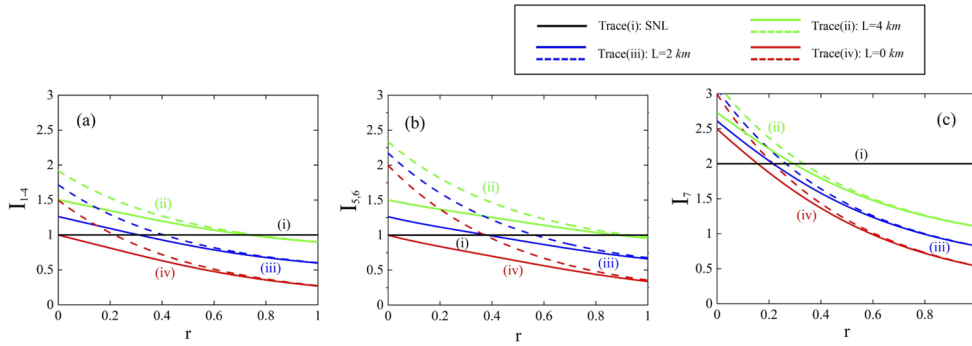 Trace(i): SNL
Trace(ii): L=4 km
Trace(iii): L=2 km
Trace(iv): L=0 km
(a)
3
2.5
2
1.5
1
0.5
0
I1-4
(ii)
(i)
(iii)
(iv)
0
0.2
0.4
0.6
0.8
1
r
(b)
3
2.5
2
1.5
1
0.5
0
I5,6
(ii)
(i)
(iii)
(iv)
0
0.2
0.4
0.6
0.8
1
r
(c)
3
2.5
2
1.5
1
0.5
0
I7
(ii)
(i)
(iii)
(iv)
0
0.2
0.4
0.6
0.8
r